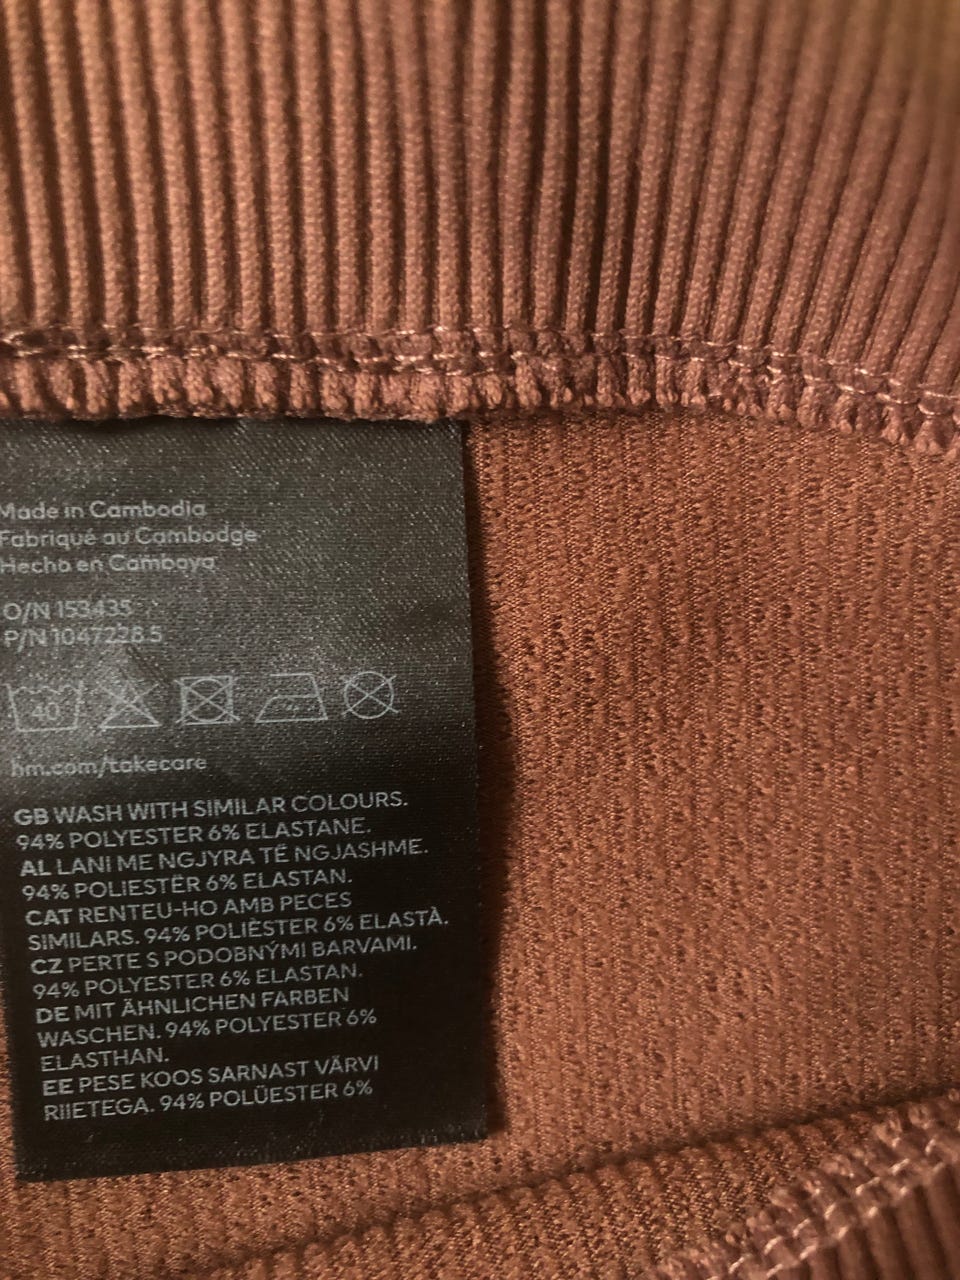 Made in Cambodia
Fabriqué au Cambodge
Hecho en Camboya
O/N 153435
P/N 1047228.5
40
hm.com/takecare
GB WASH WITH SIMILAR COLOURS.
94% POLYESTER 6% ELASTANE.
AL LANI ME NGJYRA TË NGJASHME.
94% POLIESTËR 6% ELASTAN.
CAT RENTEU-HO AMB PECES
SIMILARS. 94% POLIÈSTER 6% ELASTÀ.
CZ PERTE S PODOBNÝMI BARVAMI.
94% POLYESTER 6% ELASTAN.
DE MIT ÄHNLICHEN FARBEN
WASCHEN. 94% POLYESTER 6%
ELASTHAN.
EE PESE KOOS SARNAST VÄRVI
RIIETEGA. 94% POLÜESTER 6%